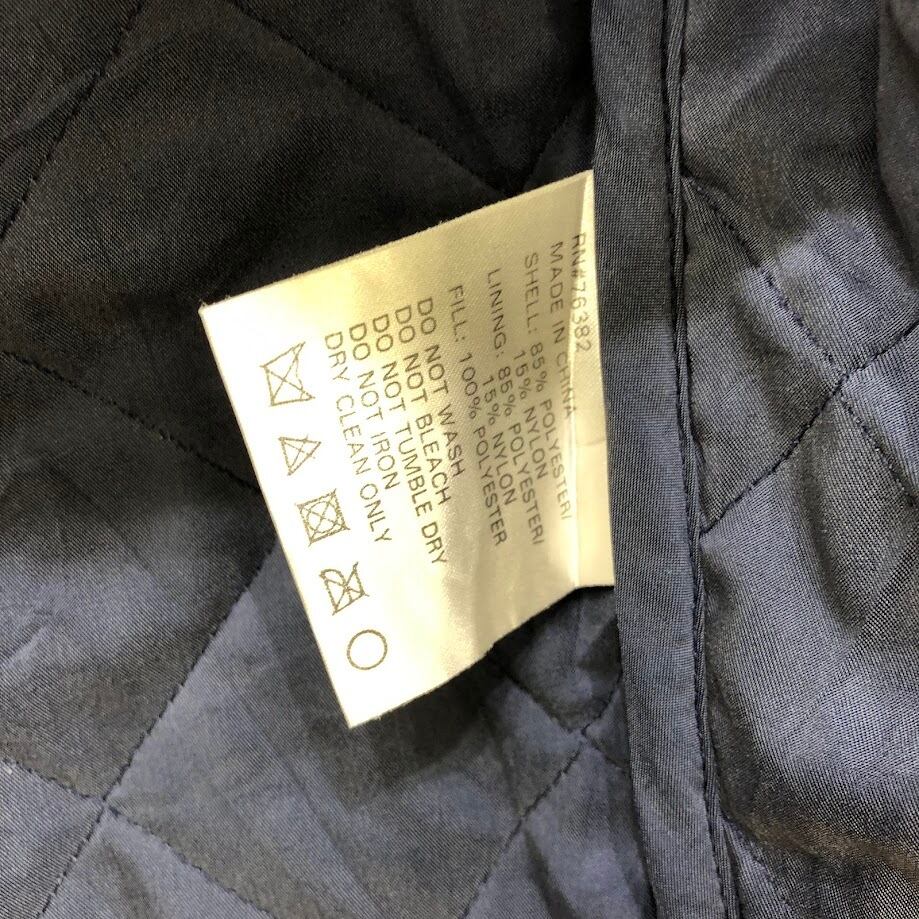 RN#76382
MADE IN CHINA
SHELL: 85% POLYESTER/
15% NYLON
LINING: 85% POLYESTER/
15% NYLON
FILL: 100% POLYESTER
DO NOT WASH
DO NOT BLEACH
DO NOT TUMBLE DRY
DO NOT IRON
DRY CLEAN ONLY